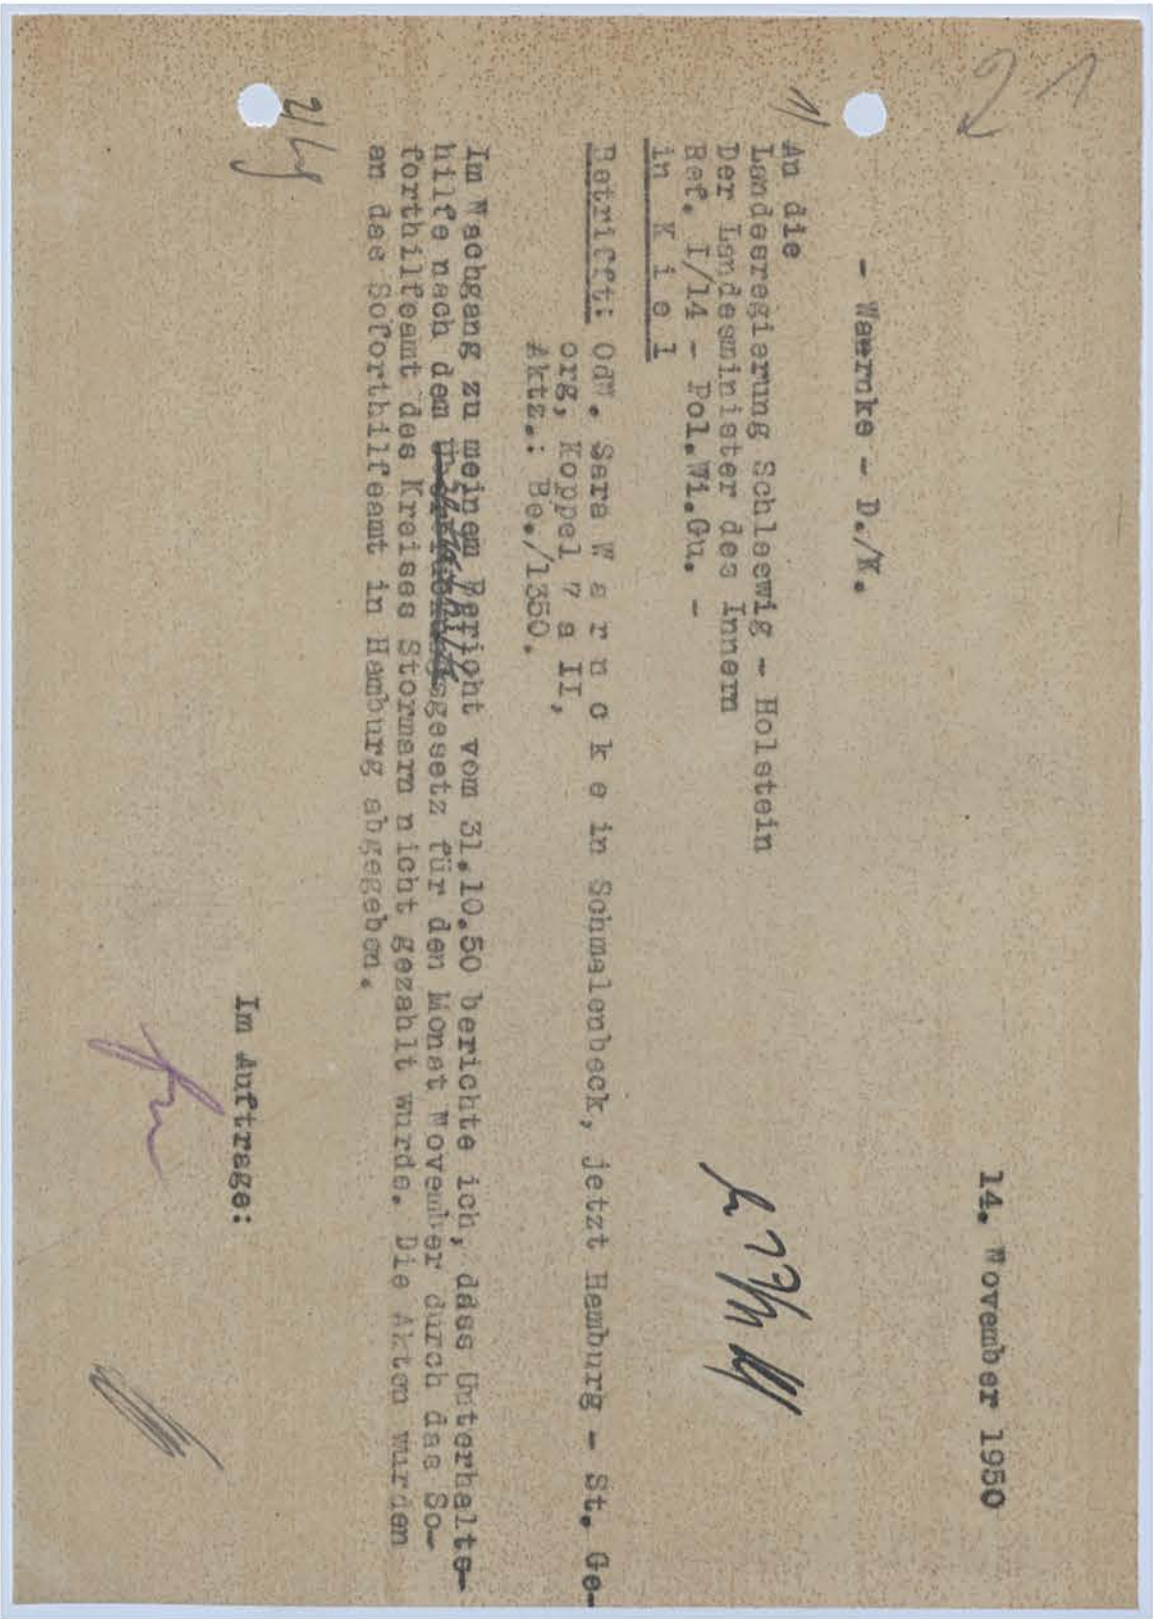 14. November 1950
- Waerncke - D./K.
1/ An die
Landesregierung Schleswig - Holstein
Der Landesminister des Innern
Ref. I/14 - Pol.Wi.Gu. -
in K i e l
Betrifft: OdN. Sara W a r n c k e in Schmalenbeck, jetzt Hamburg - St. Ge-
org, Koppel 7 a II,
Aktz.: Be./1350.
Im Nachgang zu meinem Bericht vom 31.10.50 berichte ich, dass Unterhalts-
hilfe nach dem Soforthilfegesetz für den Monat November durch das So-
forthilfeamt des Kreises Stormarn nicht gezahlt wurde. Die Akten wurden
an das Soforthilfeamt in Hamburg abgegeben.
Im Auftrage: